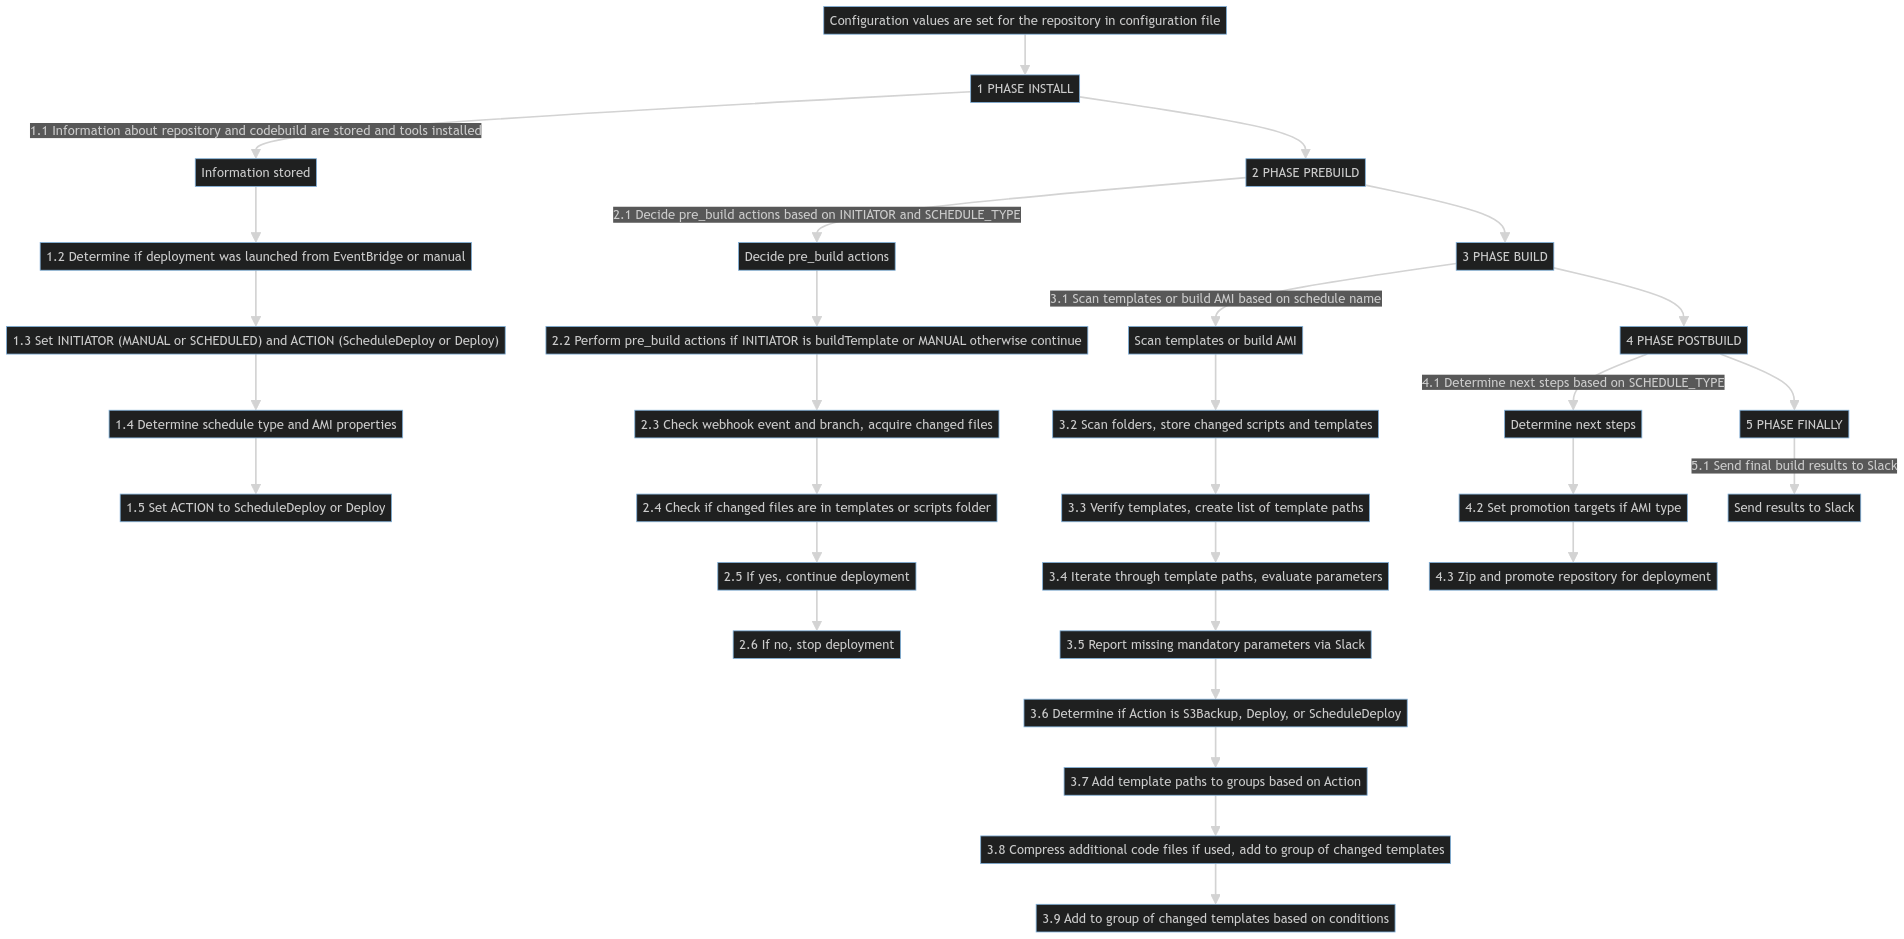 Configuration values are set for the repository in configuration file
1 PHASE INSTALL
1.1 Information about repository and codebuild are stored and tools installed
Information stored
1.2 Determine if deployment was launched from EventBridge or manual
1.3 Set INITIATOR (MANUAL or SCHEDULED) and ACTION (ScheduleDeploy or Deploy)
1.4 Determine schedule type and AMI properties
1.5 Set ACTION to ScheduleDeploy or Deploy
2 PHASE PREBUILD
2.1 Decide pre_build actions based on INITIATOR and SCHEDULE_TYPE
Decide pre_build actions
2.2 Perform pre_build actions if INITIATOR is buildTemplate or MANUAL otherwise continue
2.3 Check webhook event and branch, acquire changed files
2.4 Check if changed files are in templates or scripts folder
2.5 If yes, continue deployment
2.6 If no, stop deployment
3 PHASE BUILD
3.1 Scan templates or build AMI based on schedule name
Scan templates or build AMI
3.2 Scan folders, store changed scripts and templates
3.3 Verify templates, create list of template paths
3.4 Iterate through template paths, evaluate parameters
3.5 Report missing mandatory parameters via Slack
3.6 Determine if Action is S3Backup, Deploy, or ScheduleDeploy
3.7 Add template paths to groups based on Action
3.8 Compress additional code files if used, add to group of changed templates
3.9 Add to group of changed templates based on conditions
4 PHASE POSTBUILD
4.1 Determine next steps based on SCHEDULE_TYPE
Determine next steps
4.2 Set promotion targets if AMI type
4.3 Zip and promote repository for deployment
5 PHASE FINALLY
5.1 Send final build results to Slack
Send results to Slack